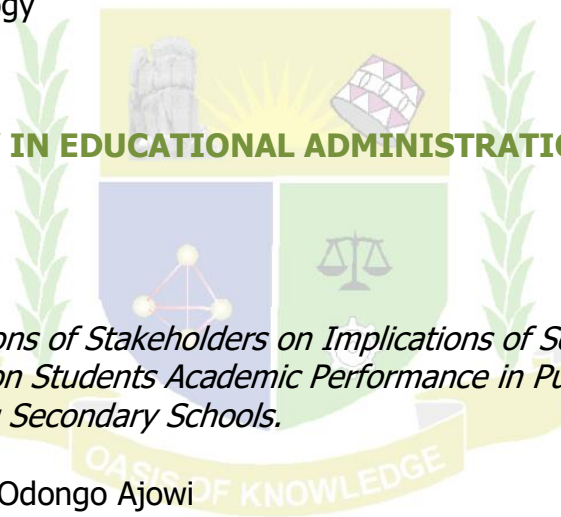 ogy
IN EDUCATIONAL ADMINISTRATIO
ons of Stakeholders on Implications of S
on Students Academic Performance in Pu
Secondary Schools.
OASIS OF KNOWLEDGE
Odongo Ajowi